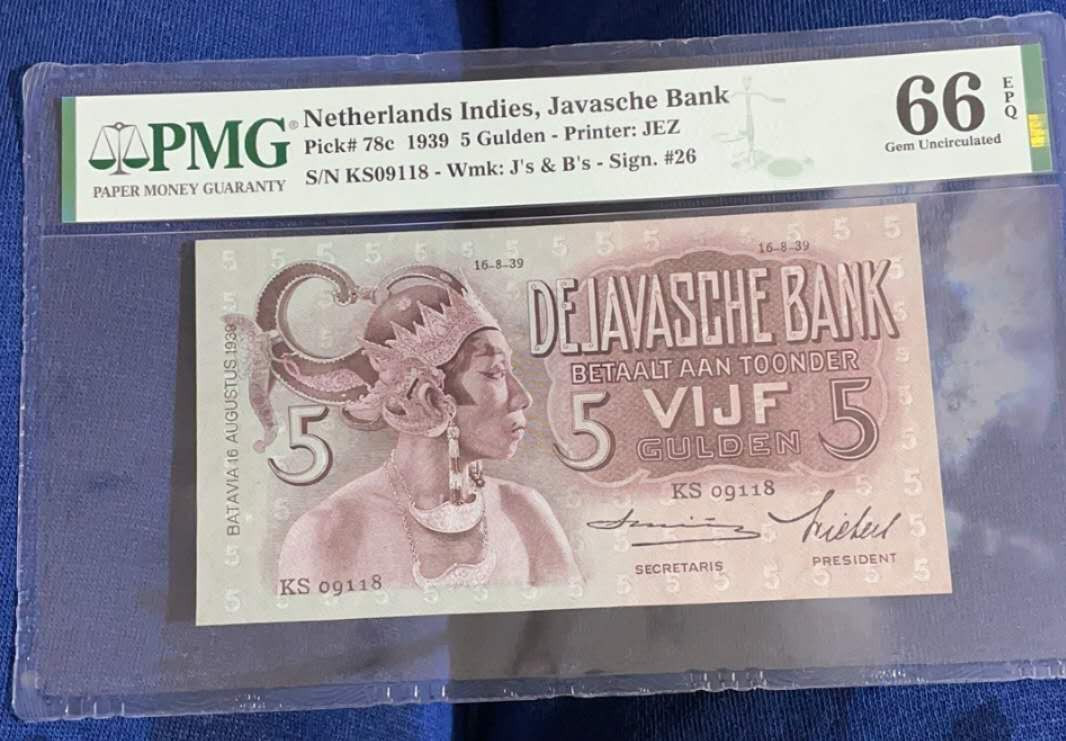 PMG®
PAPER MONEY GUARANTY
Netherlands Indies, Javasche Bank
Pick# 78c 1939 5 Gulden - Printer: JEZ
S/N KS09118 - Wmk: J's & B's - Sign. #26
66
EPQ
Gem Uncirculated
16-8-39
16-8-39
DE JAVASCHE BANK
BETAALT AAN TOONDER
5 VIJF 5
GULDEN
5
BATAVIA 16 AUGUSTUS 1939
KS 09118
SECRETARIS
PRESIDENT
KS 09118